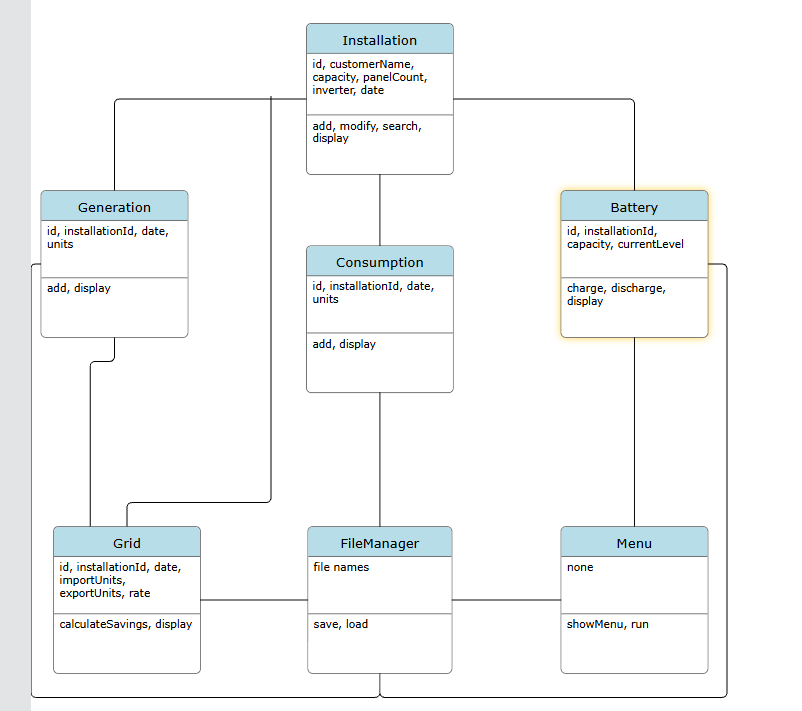 Installation
id, customerName,
capacity, panelCount,
inverter, date
add, modify, search,
display
Generation
id, installationId, date,
units
add, display
Consumption
id, installationId, date,
units
add, display
Battery
id, installationId,
capacity, currentLevel
charge, discharge,
display
Grid
id, installationId, date,
importUnits,
exportUnits, rate
calculateSavings, display
FileManager
file names
save, load
Menu
none
showMenu, run